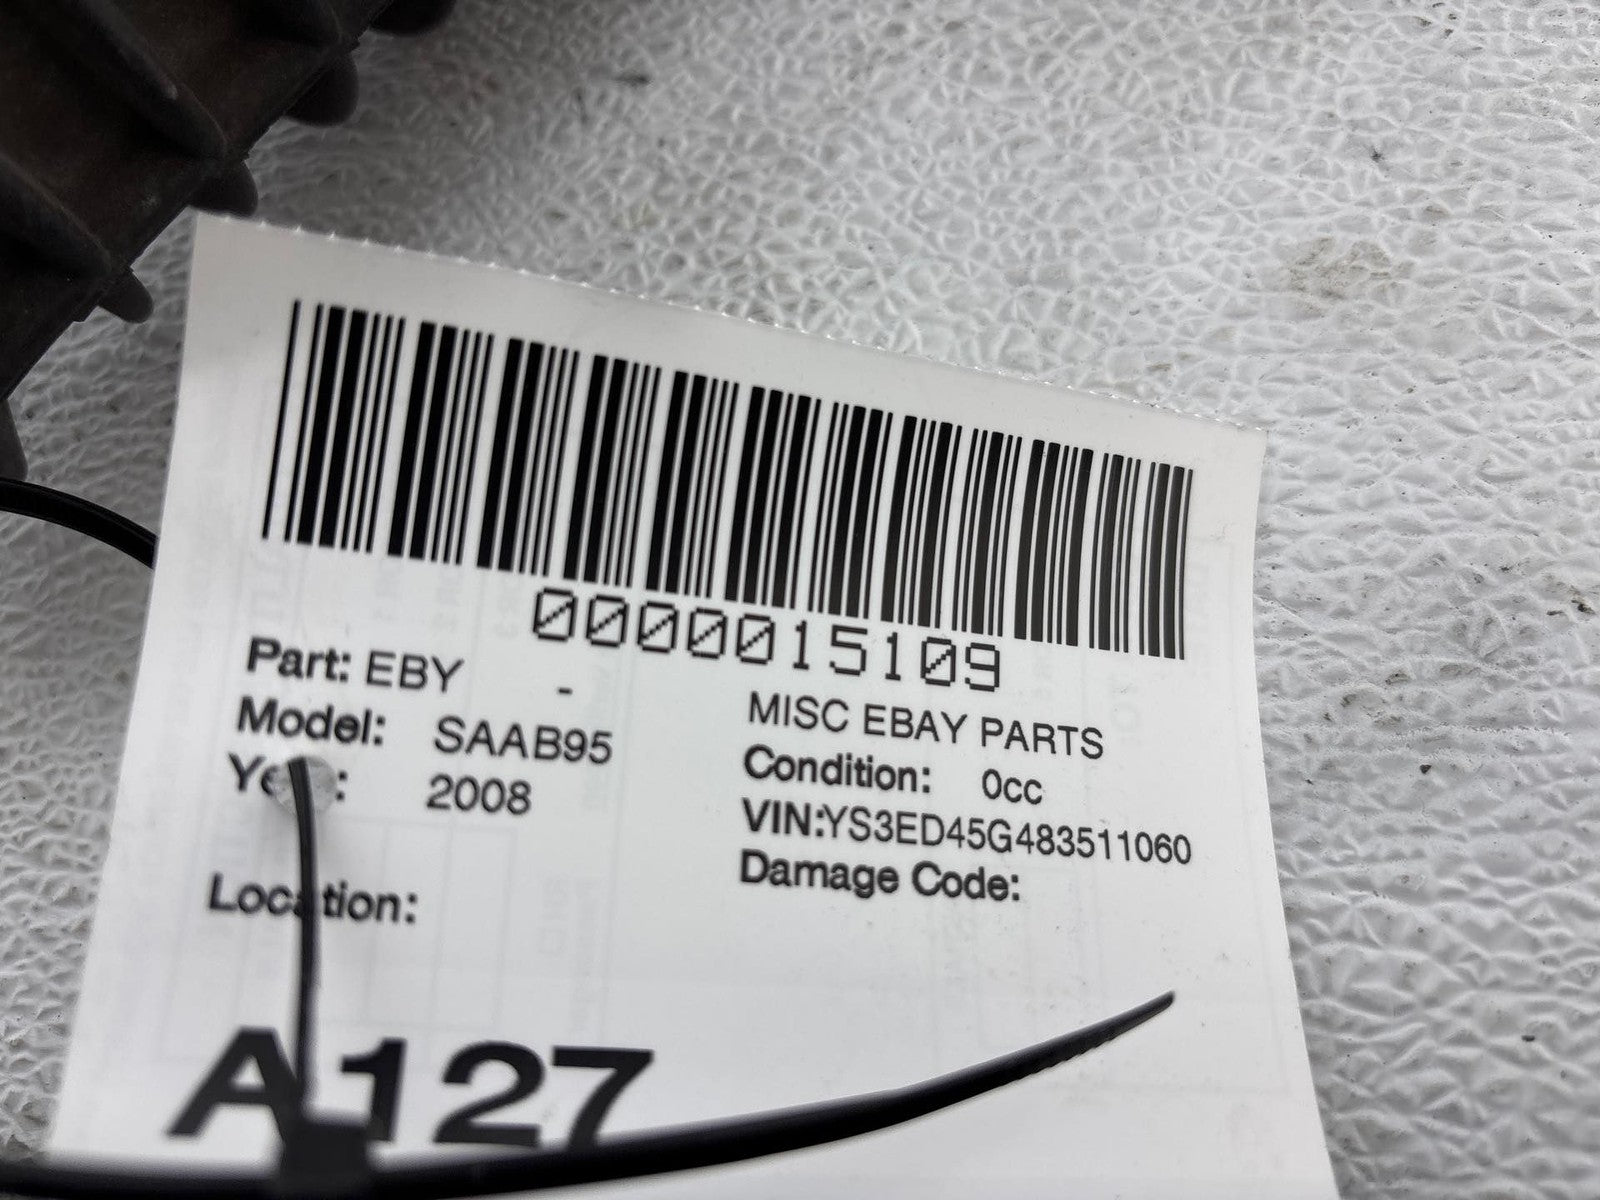 0000015109
Part: EBY -
MISC EBAY PARTS
Model: SAAB95
Condition: 0cc
2008
VIN:YS3ED45G483511060
Damage Code:
Location:
A127